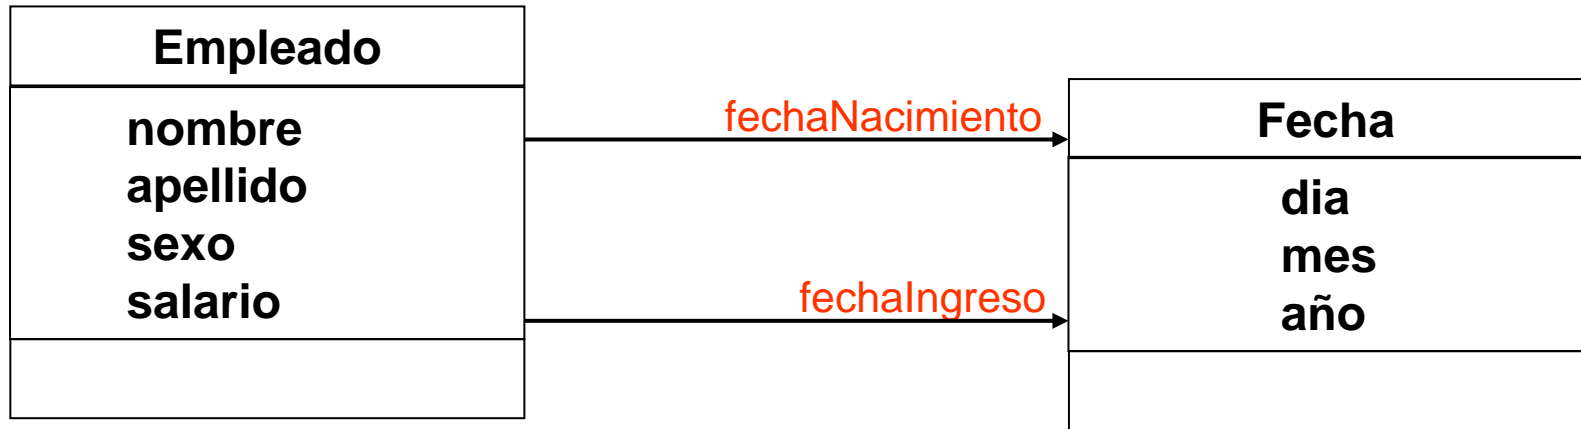 Empleado
nombre
apellido
sexo
salario
fechaNacimiento
fechaIngreso
Fecha
dia
mes
año